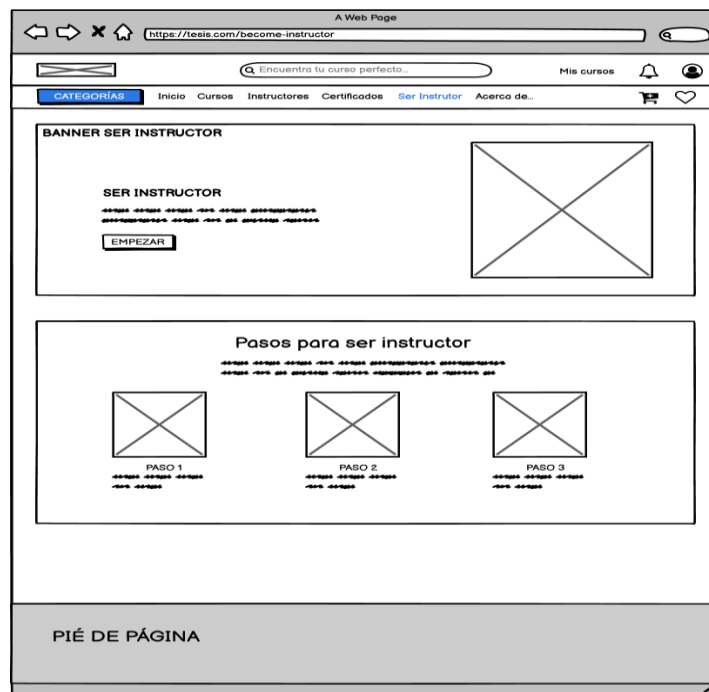 A Web Page
https://tesis.com/become-instructor
Encuentra tu curso perfecto...
Mis cursos
CATEGORÍAS Inicio Cursos Instructores Certificados Ser Instrutor Acerca de...
BANNER SER INSTRUCTOR
SER INSTRUCTOR
EMPEZAR
Pasos para ser instructor
PASO 1 PASO 2 PASO 3
PIÉ DE PÁGINA